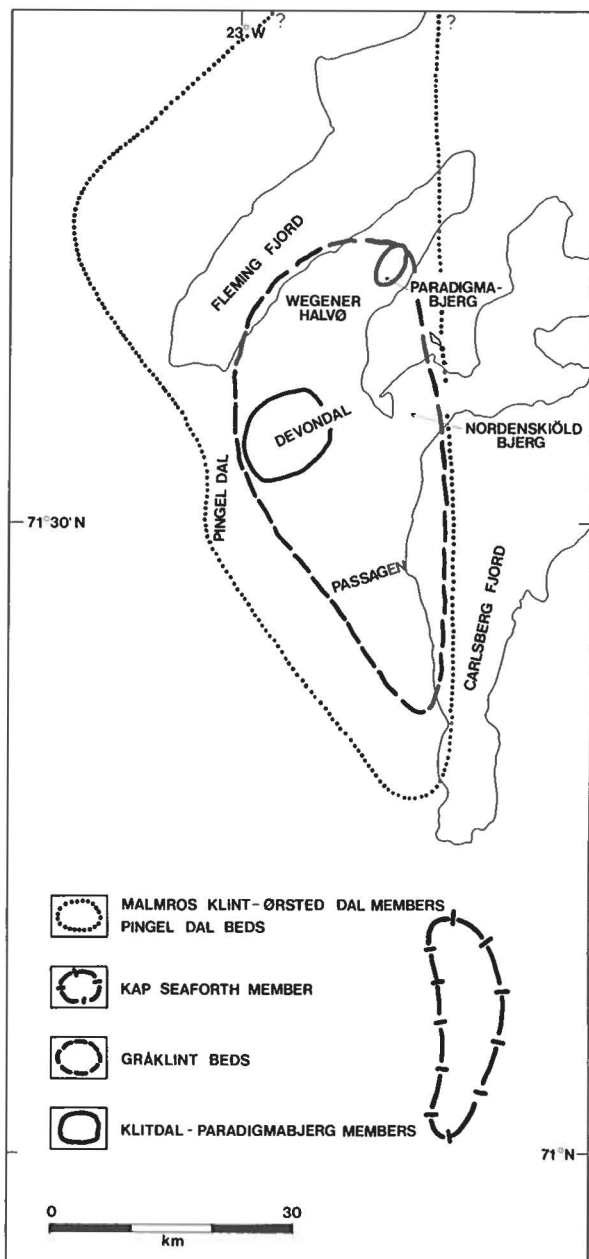 ? ?
23° W
FLEMING FJORD
WEGENER
HALVØ
PARADIGMA-
BJERG
DEVONDAL
NORDENSKIÖLD
BJERG
PINGEL DAL
71°30' N
PASSAGEN
CARLSBERG FJORD
MALMROS KLINT-ØRSTED DAL MEMBERS
PINGEL DAL BEDS
KAP SEAFORTH MEMBER
GRÅKLINT BEDS
KLITDAL-PARADIGMABJERG MEMBERS
71°N
0 30
km